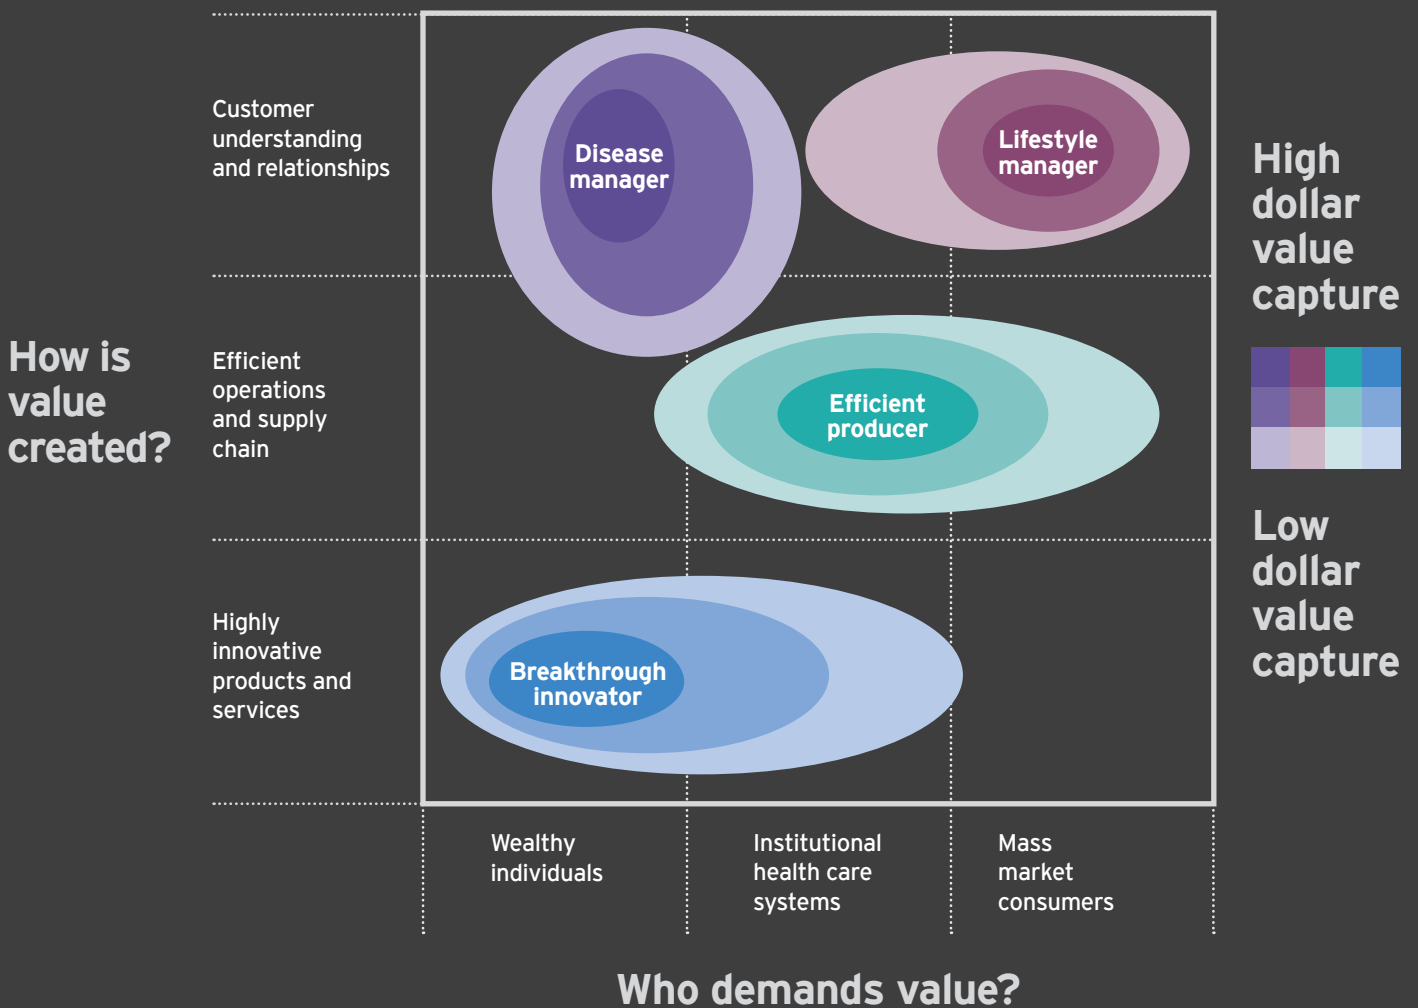 Customer
understanding
and relationships
Disease
manager
Lifestyle
manager
High
dollar
value
capture
How is
value
created?
Efficient
operations
and supply
chain
Efficient
producer
Low
dollar
value
capture
Highly
innovative
products and
services
Breakthrough
innovator
Wealthy
individuals
Institutional
health care
systems
Mass
market
consumers
Who demands value?